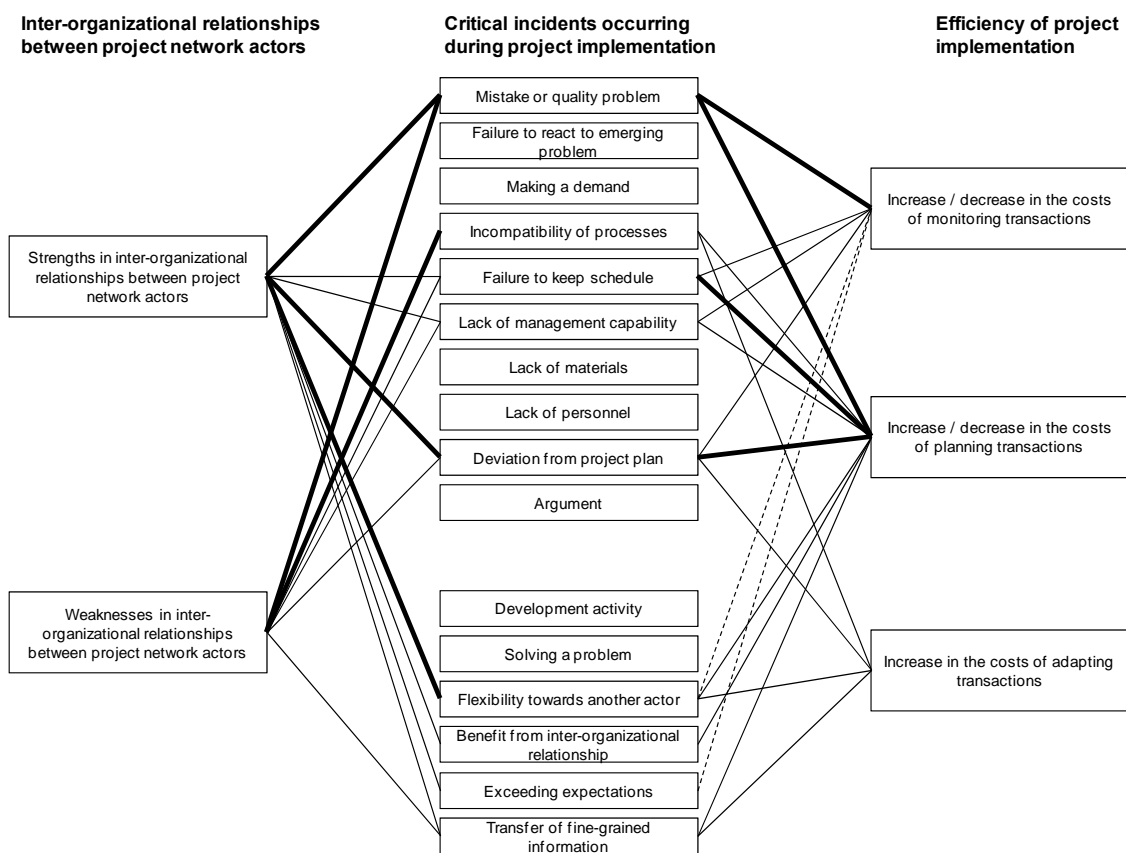 Inter-organizational relationships
between project network actors
Critical incidents occurring
during project implementation
Efficiency of project
implementation
Strengths in inter-organizational
relationships between project
network actors
Weaknesses in inter-
organizational relationships
between project network actors
Mistake or quality problem
Failure to react to emerging
problem
Making a demand
Incompatibility of processes
Failure to keep schedule
Lack of management capability
Lack of materials
Lack of personnel
Deviation from project plan
Argument
Development activity
Solving a problem
Flexibility towards another actor
Benefit from inter-organizational
relationship
Exceeding expectations
Transfer of fine-grained
information
Increase / decrease in the costs
of monitoring transactions
Increase / decrease in the costs
of planning transactions
Increase in the costs of adapting
transactions